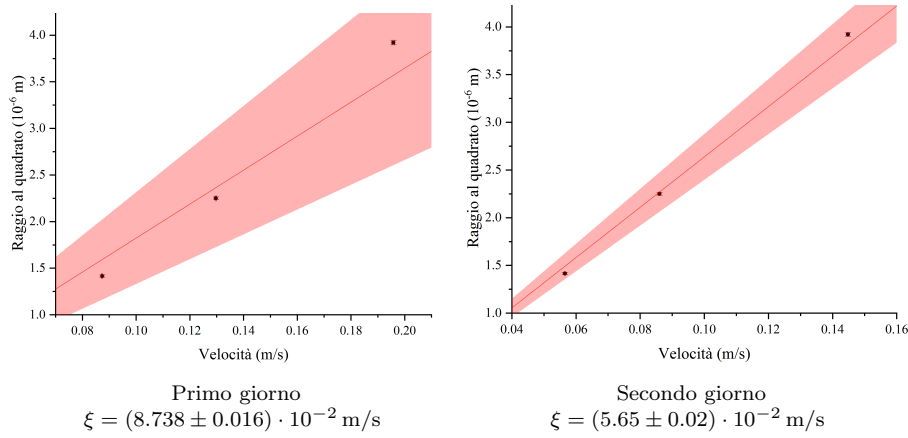 4.0
3.5
3.0
2.5
2.0
1.5
1.0
Raggio al quadrato (10⁻⁶ m)
0.08 0.10 0.12 0.14 0.16 0.18 0.20
Velocità (m/s)
Primo giorno
ξ = (8.738 ± 0.016) · 10⁻² m/s
4.0
3.5
3.0
2.5
2.0
1.5
1.0
Raggio al quadrato (10⁻⁶ m)
0.04 0.06 0.08 0.10 0.12 0.14 0.16
Velocità (m/s)
Secondo giorno
ξ = (5.65 ± 0.02) · 10⁻² m/s